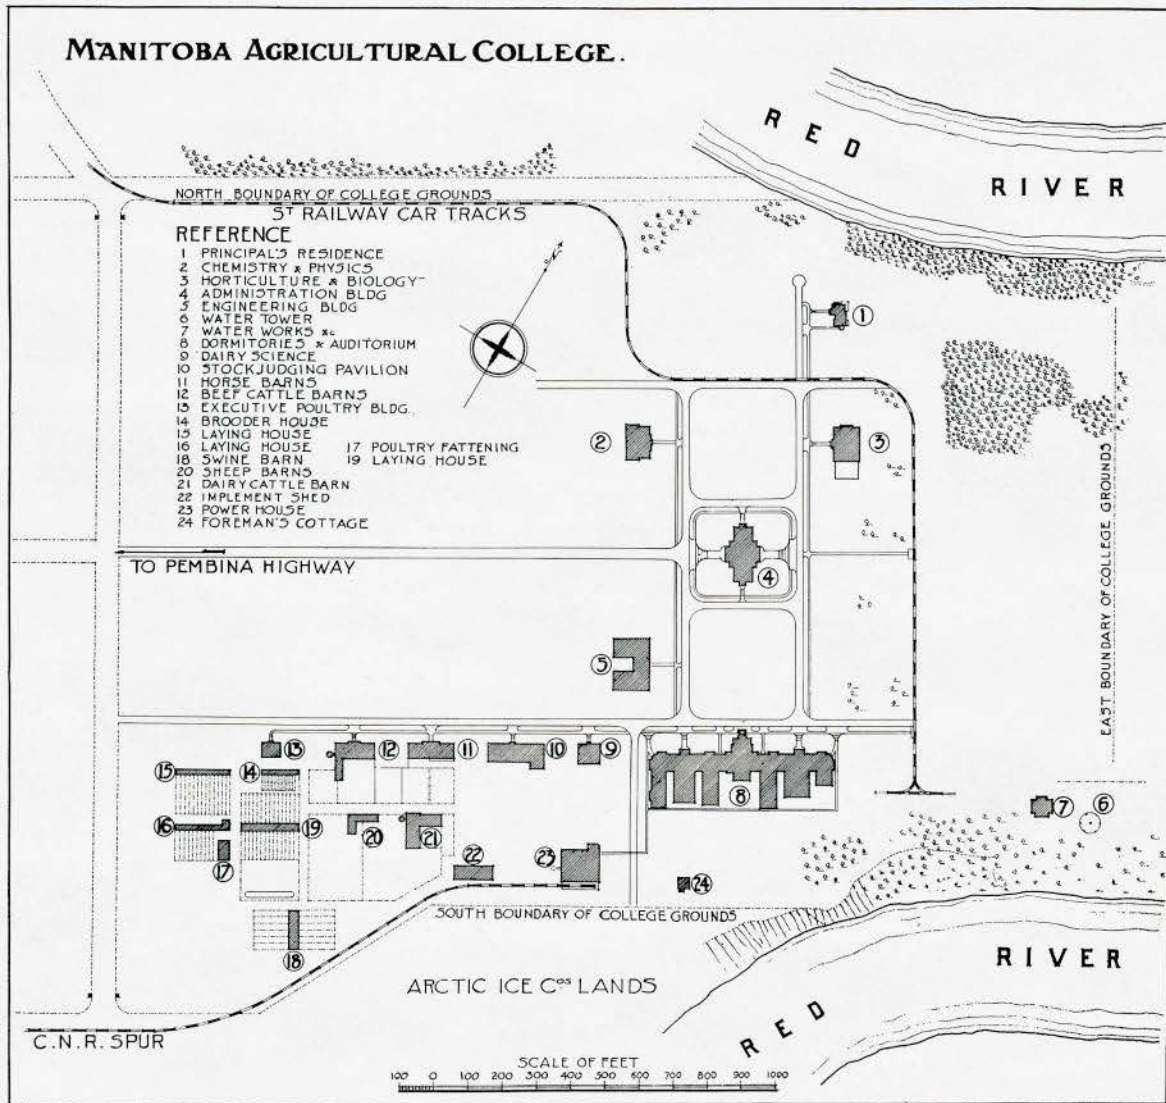 MANITOBA AGRICULTURAL COLLEGE.
RED RIVER
NORTH BOUNDARY OF COLLEGE GROUNDS
ST RAILWAY CAR TRACKS
REFERENCE
1 PRINCIPAL'S RESIDENCE
2 CHEMISTRY & PHYSICS
3 HORTICULTURE & BIOLOGY
4 ADMINISTRATION BLDG
5 ENGINEERING BLDG
6 WATER TOWER
7 WATER WORKS &c
8 DORMITORIES & AUDITORIUM
9 DAIRY SCIENCE
10 STOCKJUDGING PAVILION
11 HORSE BARNS
12 BEEF CATTLE BARNS
13 EXECUTIVE POULTRY BLDG.
14 BROODER HOUSE
15 LAYING HOUSE
16 LAYING HOUSE 17 POULTRY FATTENING
18 SWINE BARN 19 LAYING HOUSE
20 SHEEP BARNS
21 DAIRY CATTLE BARN
22 IMPLEMENT SHED
23 POWER HOUSE
24 FOREMAN'S COTTAGE
1
2
3
TO PEMBINA HIGHWAY
4
EAST BOUNDARY OF COLLEGE GROUNDS
5
13
12
11
10
9
15
14
8
7
6
16
19
20
21
17
22
23
24
SOUTH BOUNDARY OF COLLEGE GROUNDS
18
ARCTIC ICE Cos LANDS
RED RIVER
C.N.R. SPUR
SCALE OF FEET
100 0 100 200 300 400 500 600 700 800 900 1000